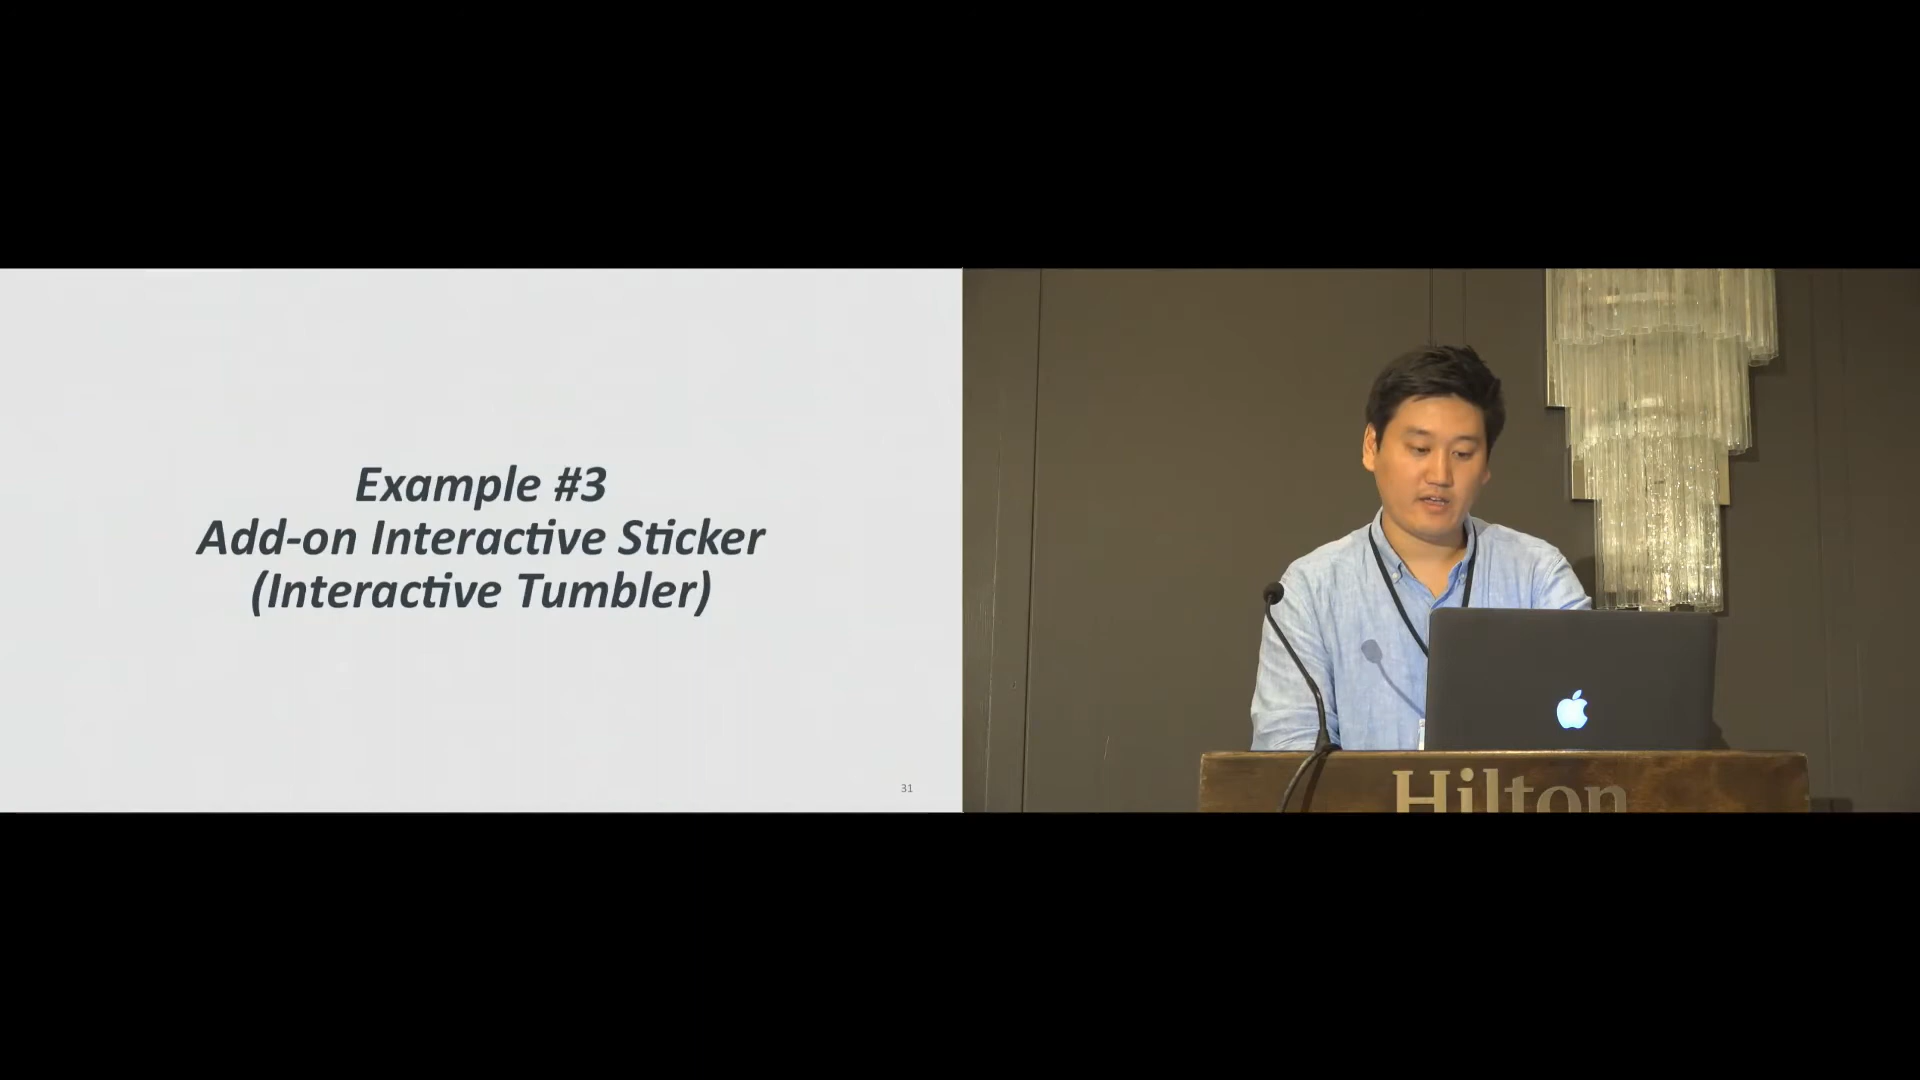 Example #3
Add-on Interactive Sticker
(Interactive Tumbler)
31
Hilton